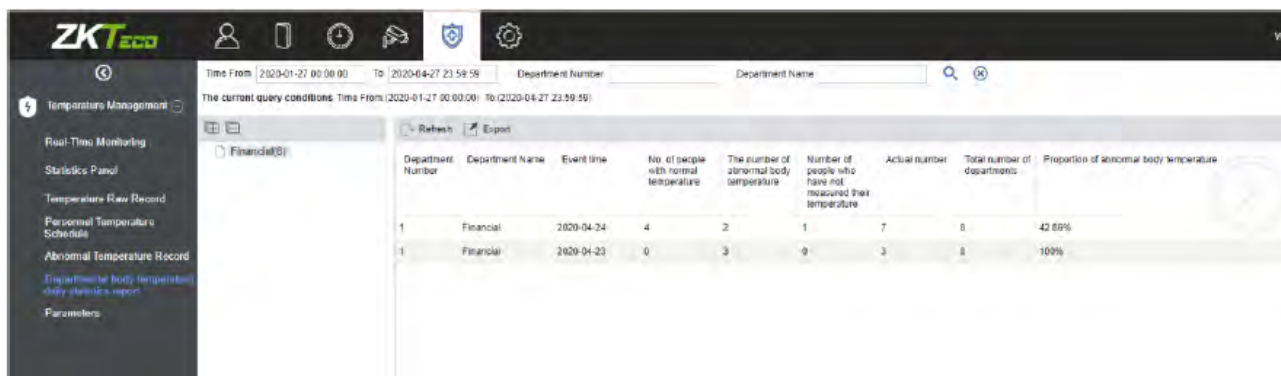 ZKTeco
Time From 2020-01-27 00:00:00 To 2020-04-27 23:59:59 Department Number Department Name
The current query conditions Time From:(2020-01-27 00:00:00) To:(2020-04-27 23:59:59)
Temperature Management
Real-Time Monitoring
Statistics Panel
Temperature Raw Record
Personnel Temperature
Schedule
Abnormal Temperature Record
Departmental body temperature
daily statistics report
Parameters
Financial(8)
Refresh Export
Department Number
Department Name
Event time
No. of people with normal temperature
The number of abnormal body temperature
Number of people who have not measured their temperature
Actual number
Total number of departments
Proportion of abnormal body temperature
1 Financial 2020-04-24 4 2 1 7 8 42.86%
1 Financial 2020-04-23 0 3 0 3 8 100%